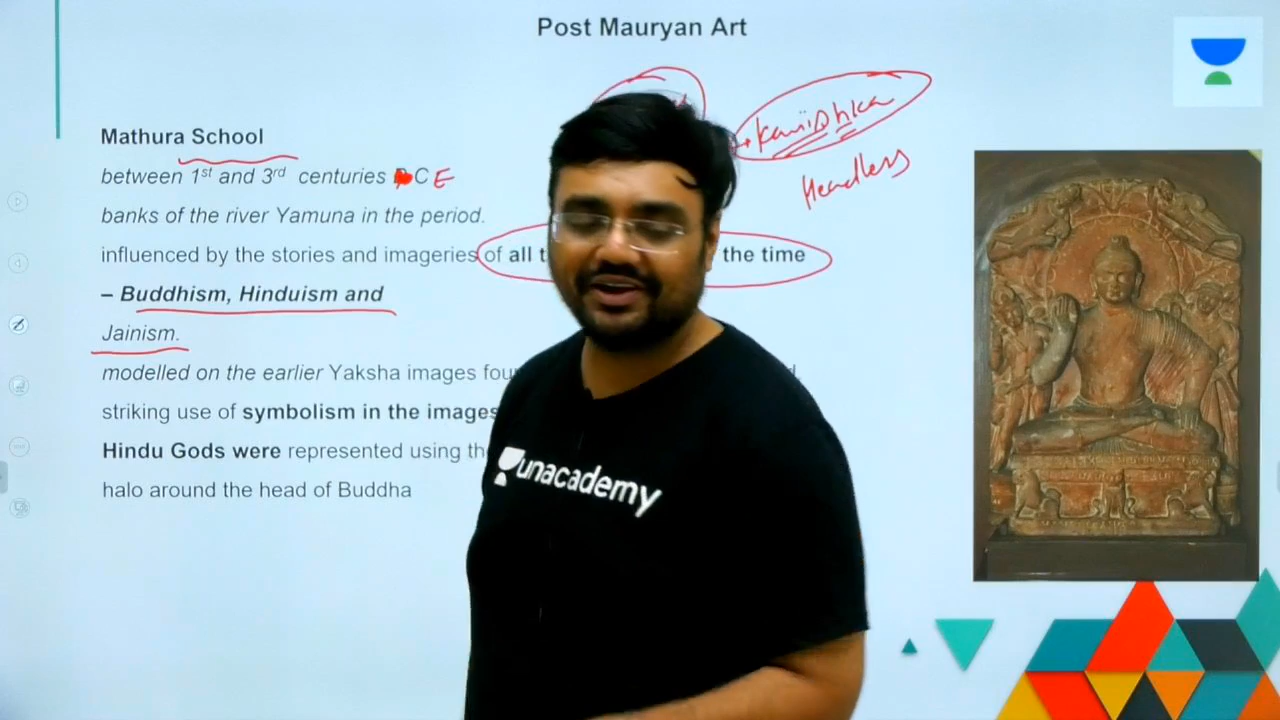 Post Mauryan Art
Kanishka
Headless
Mathura School
between 1st and 3rd centuries CE
banks of the river Yamuna in the period.
influenced by the stories and imageries of all the time
– Buddhism, Hinduism and
Jainism.
modelled on the earlier Yaksha images
striking use of symbolism in the images
Hindu Gods were represented using
halo around the head of Buddha
unacademy